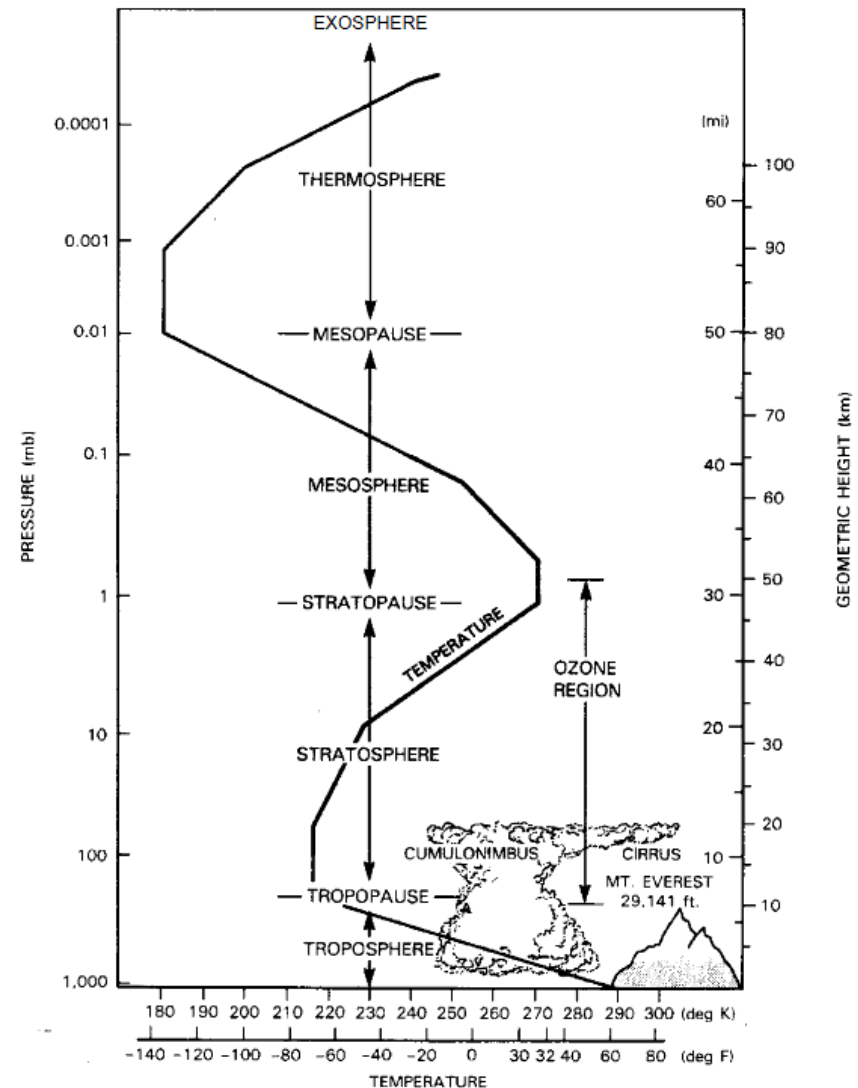 EXOSPHERE
0.0001
(mi)
100
THERMOSPHERE
60
0.001
90
0.01
MESOPAUSE
50
80
70
0.1
40
MESOSPHERE
60
PRESSURE (mb)
GEOMETRIC HEIGHT (km)
50
1
STRATOPAUSE
30
TEMPERATURE
OZONE
REGION
40
10
20
30
STRATOSPHERE
20
100
CUMULONIMBUS
CIRRUS
10
MT. EVEREST
29,141 ft.
TROPOPAUSE
10
TROPOSPHERE
1,000
180 190 200 210 220 230 240 250 260 270 280 290 300 (deg K)
-140 -120 -100 -80 -60 -40 -20 0 30 32 40 60 80 (deg F)
TEMPERATURE